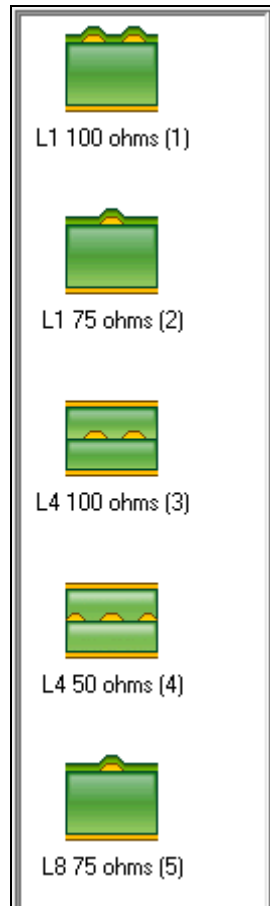 L1 100 ohms (1)
L1 75 ohms (2)
L4 100 ohms (3)
L4 50 ohms (4)
L8 75 ohms (5)